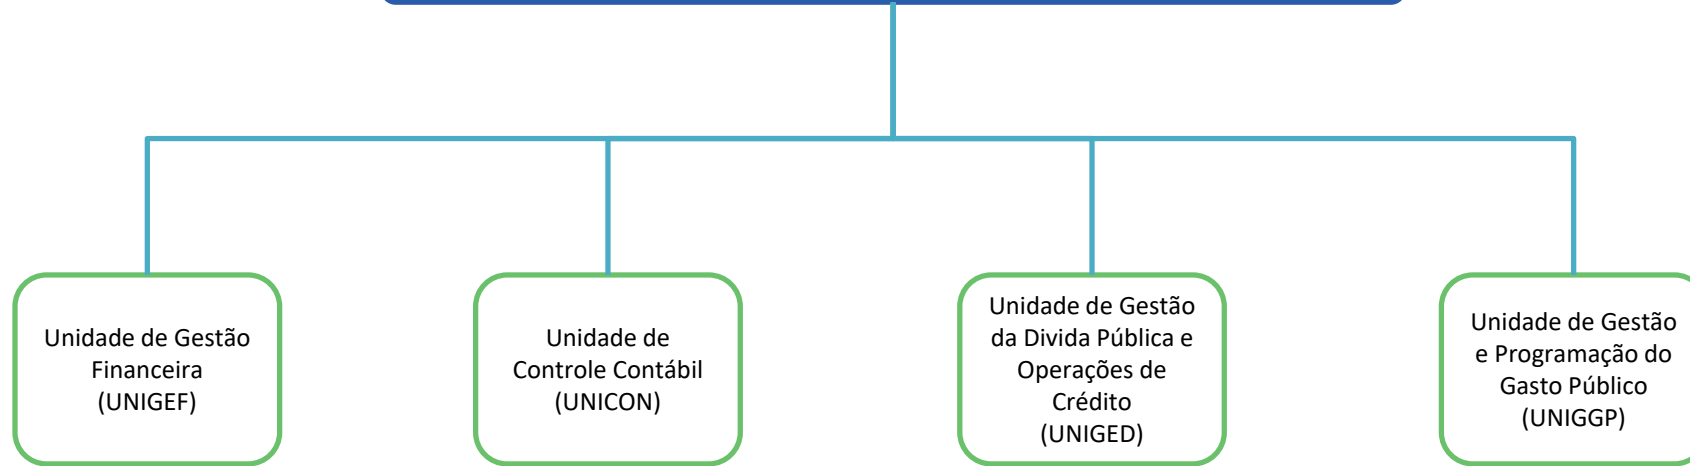 Unidade de Gestão
Financeira
(UNIGEF)
Unidade de
Controle Contábil
(UNICON)
Unidade de Gestão
da Divida Pública e
Operações de
Crédito
(UNIGED)
Unidade de Gestão
e Programação do
Gasto Público
(UNIGGP)